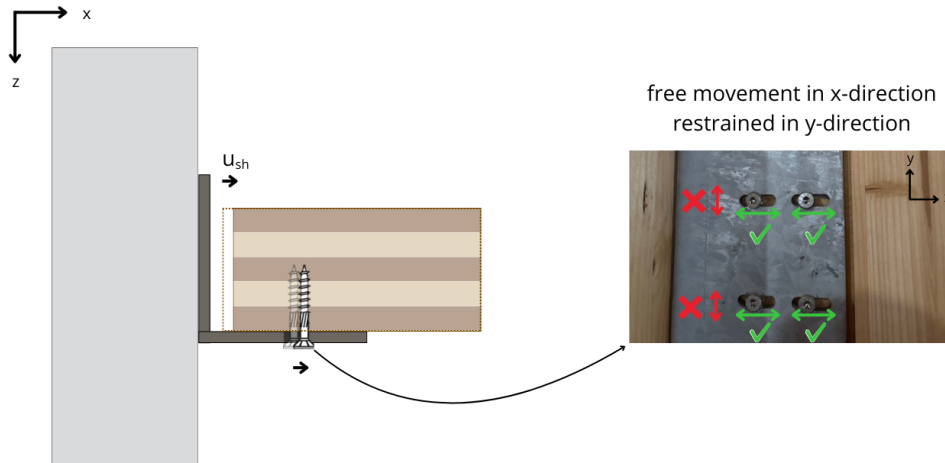 x
z
u_sh
free movement in x-direction
restrained in y-direction
y